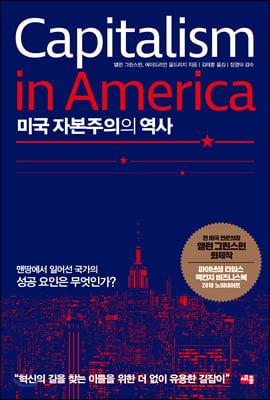 Capitalism
in America
앨런 그린스펀, 에이드리언 울드리지 지음 | 김태훈 옮김 | 장경덕 감수
미국 자본주의의 역사
맨땅에서 일어선 국가의
성공 요인은 무엇인가?
전 미국 연준의장
앨런 그린스펀
화제작
파이낸셜 타임스
맥킨지 비즈니스북
2018 노미네이트
“혁신의 길을 찾는 이들을 위한 더 없이 유용한 길잡이”
세종